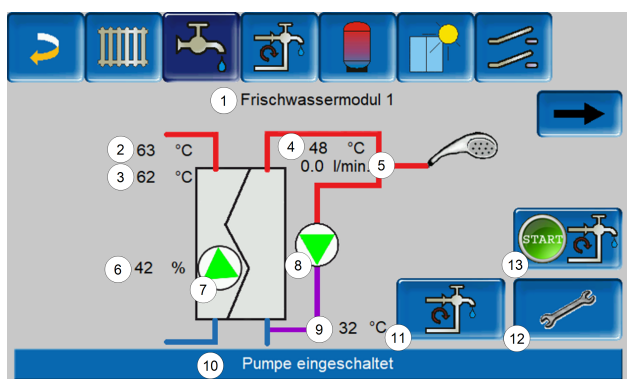 1 Frischwassermodul 1
2 63 °C
4 48 °C
3 62 °C
0.0 l/min. 5
START
6 42 %
7
8
13
9 32 °C
11
12
10 Pumpe eingeschaltet